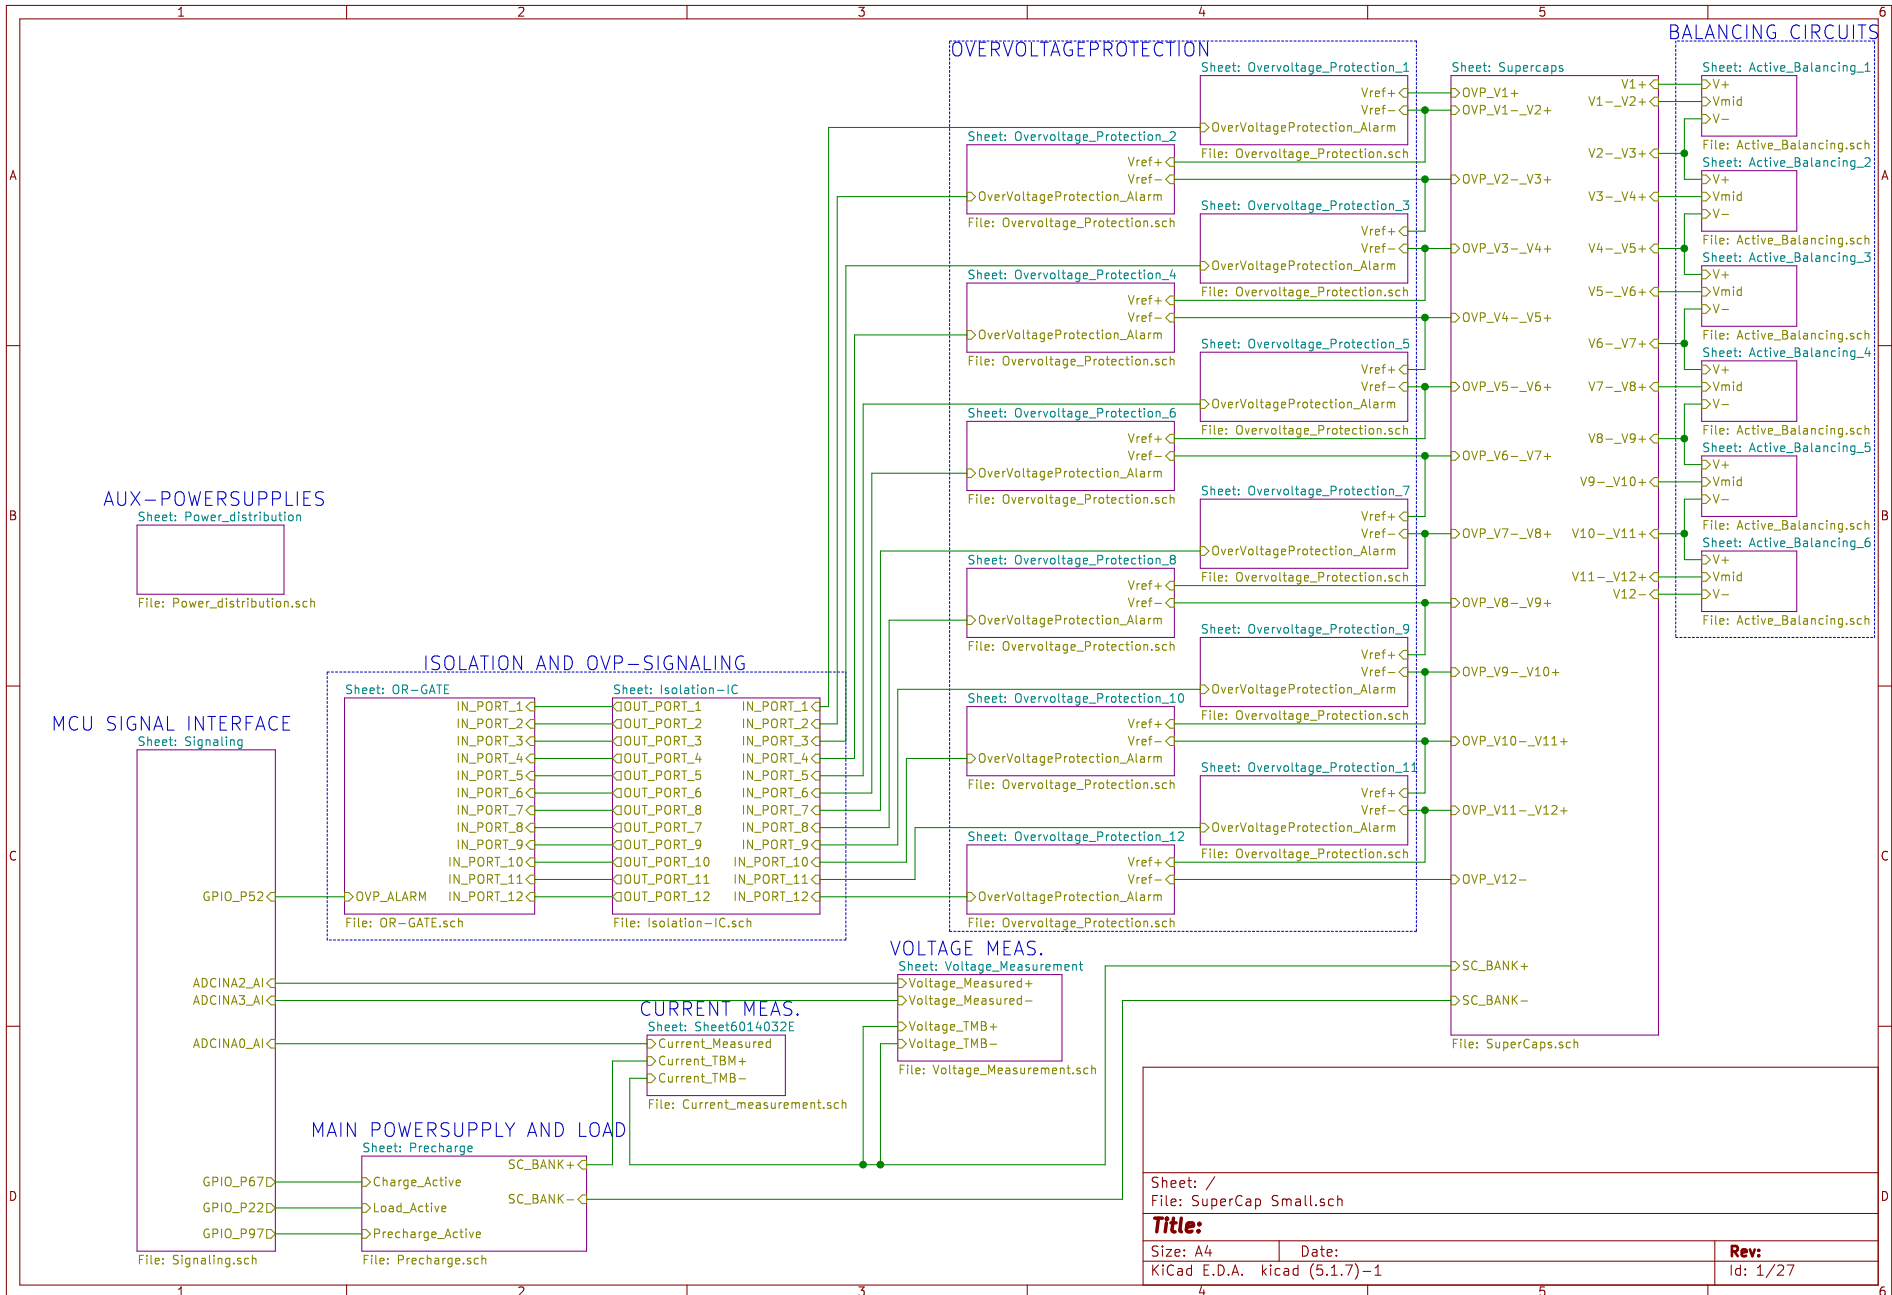 1 2 3 4 5 6
A
B
C
D
A
B
C
D
1 2 3 4 5 6
OVERVOLTAGEPROTECTION
BALANCING CIRCUITS
Sheet: Overvoltage_Protection_1
Vref+
Vref-
OverVoltageProtection_Alarm
File: Overvoltage_Protection.sch
Sheet: Overvoltage_Protection_2
Vref+
Vref-
OverVoltageProtection_Alarm
File: Overvoltage_Protection.sch
Sheet: Overvoltage_Protection_3
Vref+
Vref-
OverVoltageProtection_Alarm
File: Overvoltage_Protection.sch
Sheet: Overvoltage_Protection_4
Vref+
Vref-
OverVoltageProtection_Alarm
File: Overvoltage_Protection.sch
Sheet: Overvoltage_Protection_5
Vref+
Vref-
OverVoltageProtection_Alarm
File: Overvoltage_Protection.sch
Sheet: Overvoltage_Protection_6
Vref+
Vref-
OverVoltageProtection_Alarm
File: Overvoltage_Protection.sch
Sheet: Overvoltage_Protection_7
Vref+
Vref-
OverVoltageProtection_Alarm
File: Overvoltage_Protection.sch
Sheet: Overvoltage_Protection_8
Vref+
Vref-
OverVoltageProtection_Alarm
File: Overvoltage_Protection.sch
Sheet: Overvoltage_Protection_9
Vref+
Vref-
OverVoltageProtection_Alarm
File: Overvoltage_Protection.sch
Sheet: Overvoltage_Protection_10
Vref+
Vref-
OverVoltageProtection_Alarm
File: Overvoltage_Protection.sch
Sheet: Overvoltage_Protection_11
Vref+
Vref-
OverVoltageProtection_Alarm
File: Overvoltage_Protection.sch
Sheet: Overvoltage_Protection_12
Vref+
Vref-
OverVoltageProtection_Alarm
File: Overvoltage_Protection.sch
Sheet: Supercaps
OVP_V1+
OVP_V1-_V2+
OVP_V2-_V3+
OVP_V3-_V4+
OVP_V4-_V5+
OVP_V5-_V6+
OVP_V6-_V7+
OVP_V7-_V8+
OVP_V8-_V9+
OVP_V9-_V10+
OVP_V10-_V11+
OVP_V11-_V12+
OVP_V12-
SC_BANK+
SC_BANK-
V1+
V1-_V2+
V2-_V3+
V3-_V4+
V4-_V5+
V5-_V6+
V6-_V7+
V7-_V8+
V8-_V9+
V9-_V10+
V10-_V11+
V11-_V12+
V12-
File: SuperCaps.sch
Sheet: Active_Balancing_1
V+
Vmid
V-
File: Active_Balancing.sch
Sheet: Active_Balancing_2
V+
Vmid
V-
File: Active_Balancing.sch
Sheet: Active_Balancing_3
V+
Vmid
V-
File: Active_Balancing.sch
Sheet: Active_Balancing_4
V+
Vmid
V-
File: Active_Balancing.sch
Sheet: Active_Balancing_5
V+
Vmid
V-
File: Active_Balancing.sch
Sheet: Active_Balancing_6
V+
Vmid
V-
File: Active_Balancing.sch
AUX-POWERSUPPLIES
Sheet: Power_distribution
File: Power_distribution.sch
ISOLATION AND OVP-SIGNALING
Sheet: OR-GATE
IN_PORT_1
IN_PORT_2
IN_PORT_3
IN_PORT_4
IN_PORT_5
IN_PORT_6
IN_PORT_7
IN_PORT_8
IN_PORT_9
IN_PORT_10
IN_PORT_11
OVP_ALARM IN_PORT_12
File: OR-GATE.sch
Sheet: Isolation-IC
OUT_PORT_1 IN_PORT_1
OUT_PORT_2 IN_PORT_2
OUT_PORT_3 IN_PORT_3
OUT_PORT_4 IN_PORT_4
OUT_PORT_5 IN_PORT_5
OUT_PORT_6 IN_PORT_6
OUT_PORT_8 IN_PORT_7
OUT_PORT_7 IN_PORT_8
OUT_PORT_9 IN_PORT_9
OUT_PORT_10 IN_PORT_10
OUT_PORT_11 IN_PORT_11
OUT_PORT_12 IN_PORT_12
File: Isolation-IC.sch
MCU SIGNAL INTERFACE
Sheet: Signaling
GPIO_P52
ADCINA2_AI
ADCINA3_AI
ADCINA0_AI
GPIO_P67
GPIO_P22
GPIO_P97
File: Signaling.sch
VOLTAGE MEAS.
Sheet: Voltage_Measurement
Voltage_Measured+
Voltage_Measured-
Voltage_TMB+
Voltage_TMB-
File: Voltage_Measurement.sch
CURRENT MEAS.
Sheet: Sheet6014032E
Current_Measured
Current_TBM+
Current_TMB-
File: Current_measurement.sch
MAIN POWERSUPPLY AND LOAD
Sheet: Precharge
SC_BANK+
Charge_Active
SC_BANK-
Load_Active
Precharge_Active
File: Precharge.sch
Sheet: /
File: SuperCap Small.sch
Title:
Size: A4 Date: Rev:
KiCad E.D.A. kicad (5.1.7)-1 Id: 1/27